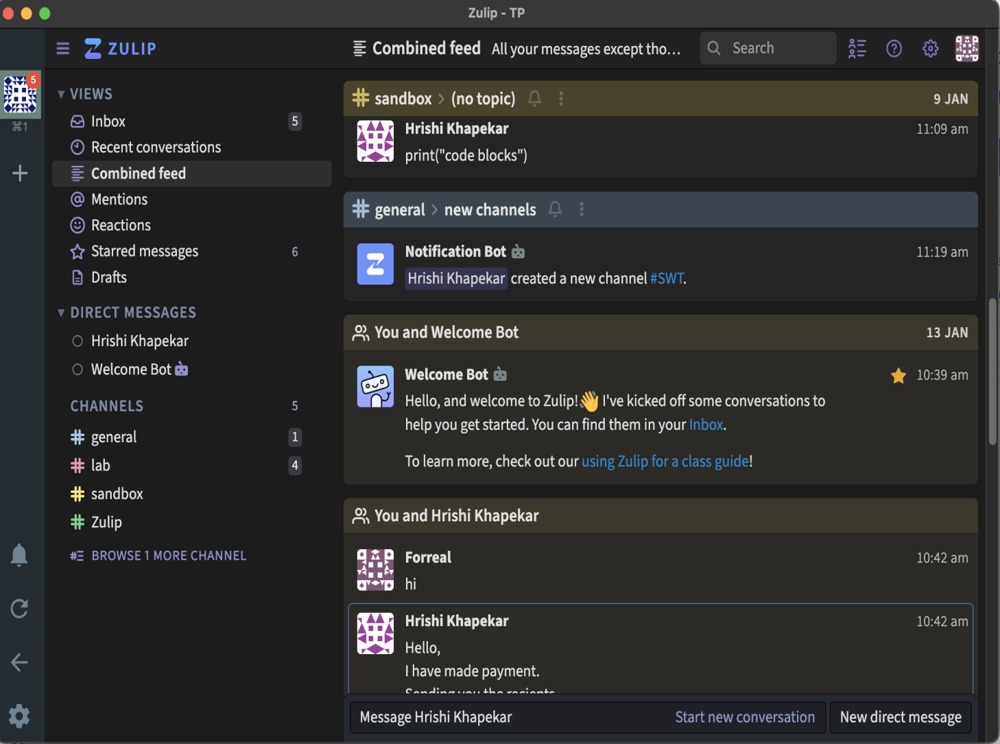 Zulip - TP
5
⌘1
ZULIP
Combined feed All your messages except tho...
Search
VIEWS
Inbox 5
Recent conversations
Combined feed
Mentions
Reactions
Starred messages 6
Drafts
DIRECT MESSAGES
Hrishi Khapekar
Welcome Bot
CHANNELS 5
general 1
lab 4
sandbox
Zulip
BROWSE 1 MORE CHANNEL
sandbox > (no topic) 9 JAN
Hrishi Khapekar 11:09 am
print("code blocks")
general > new channels
Notification Bot 11:19 am
Hrishi Khapekar created a new channel #SWT.
You and Welcome Bot 13 JAN
Welcome Bot 10:39 am
Hello, and welcome to Zulip!👋 I've kicked off some conversations to
help you get started. You can find them in your Inbox.
To learn more, check out our using Zulip for a class guide!
You and Hrishi Khapekar
Forreal 10:42 am
hi
Hrishi Khapekar 10:42 am
Hello,
I have made payment.
Sending you the recients
Message Hrishi Khapekar Start new conversation New direct message